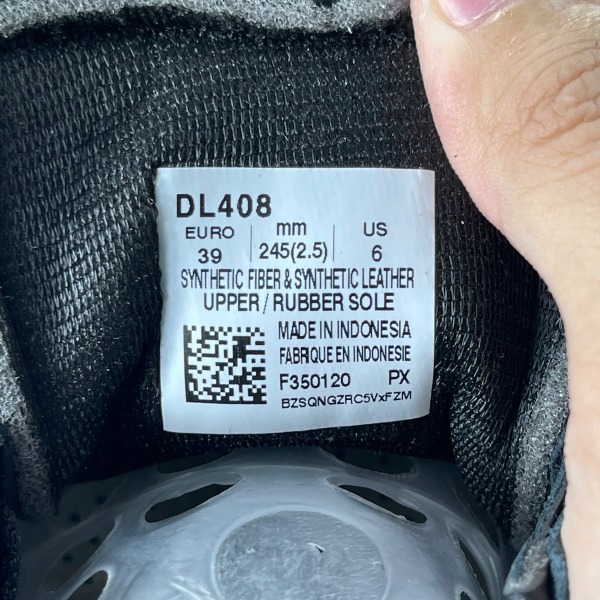 DL408
EURO mm US
39 245(2.5) 6
SYNTHETIC FIBER & SYNTHETIC LEATHER
UPPER / RUBBER SOLE
MADE IN INDONESIA
FABRIQUE EN INDONESIE
F350120 PX
BZSQNGZRC5VxFZM